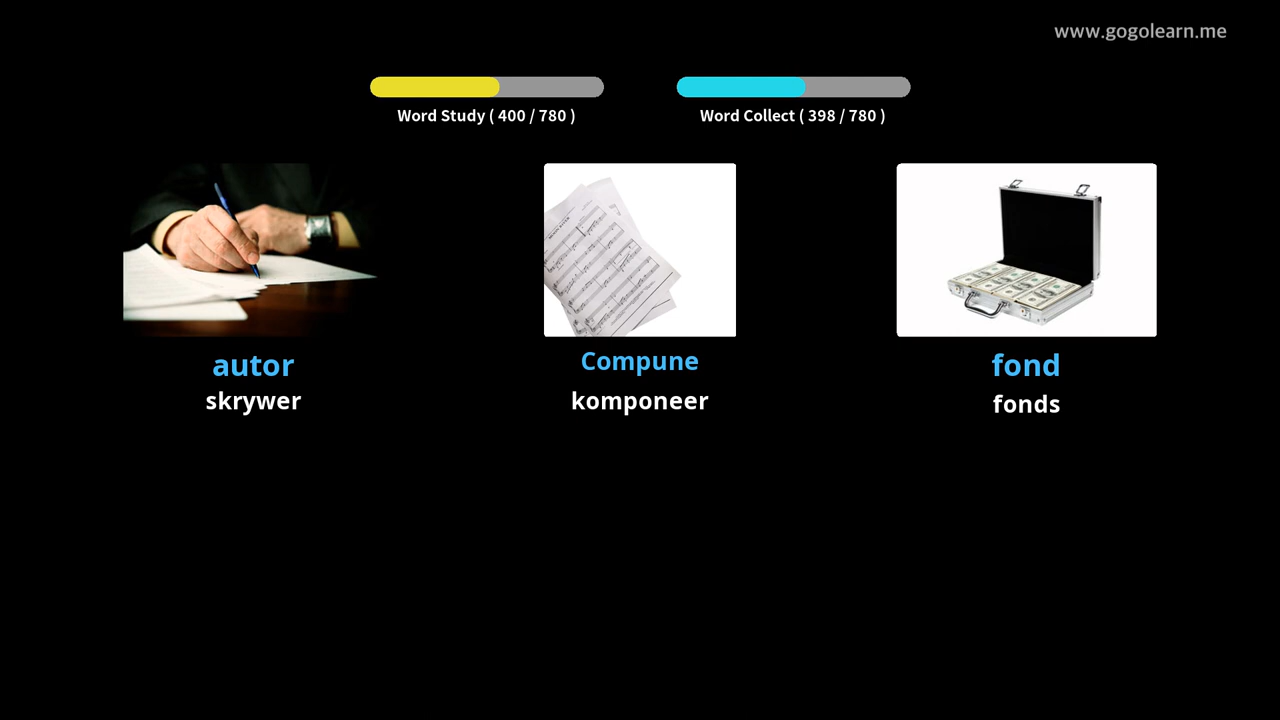 www.gogolearn.me
Word Study ( 400 / 780 )
Word Collect ( 398 / 780 )
autor
skrywer
Compune
komponeer
fond
fonds